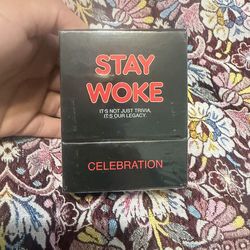 STAY
WOKE
IT'S NOT JUST TRIVIA,
IT'S OUR LEGACY.
CELEBRATION